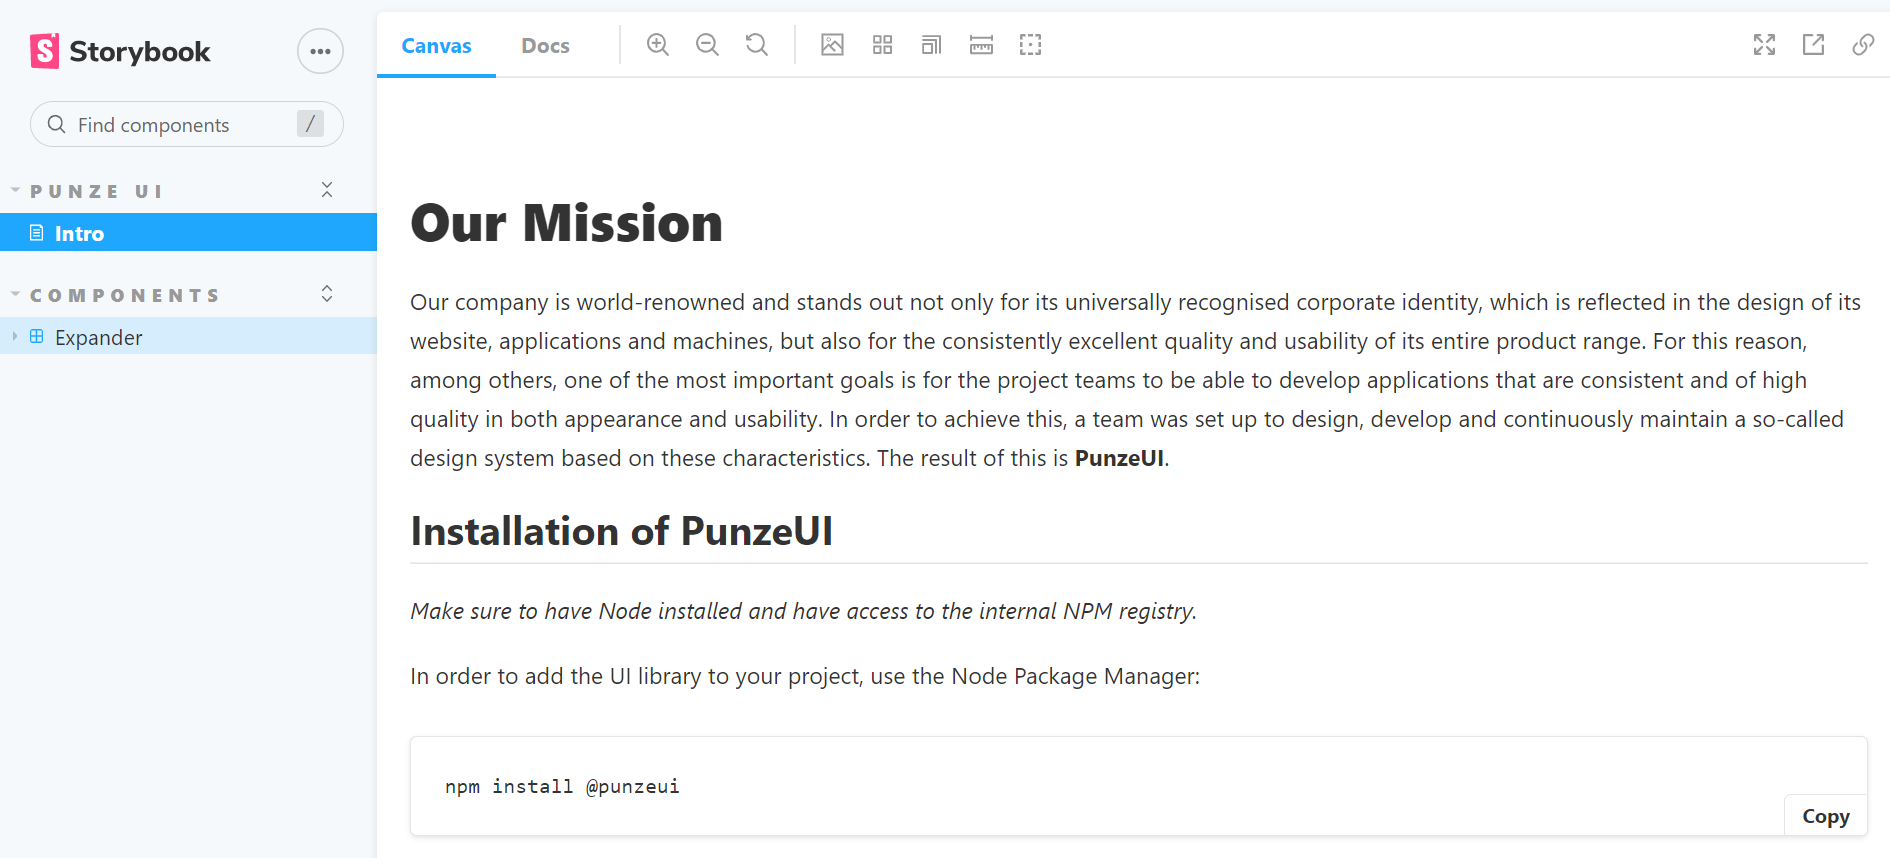 Storybook
Find components /
PUNZE UI
Intro
COMPONENTS
Expander
Canvas Docs
Our Mission
Our company is world-renowned and stands out not only for its universally recognised corporate identity, which is reflected in the design of its
website, applications and machines, but also for the consistently excellent quality and usability of its entire product range. For this reason,
among others, one of the most important goals is for the project teams to be able to develop applications that are consistent and of high
quality in both appearance and usability. In order to achieve this, a team was set up to design, develop and continuously maintain a so-called
design system based on these characteristics. The result of this is PunzeUI.
Installation of PunzeUI
Make sure to have Node installed and have access to the internal NPM registry.
In order to add the UI library to your project, use the Node Package Manager:
npm install @punzeui
Copy